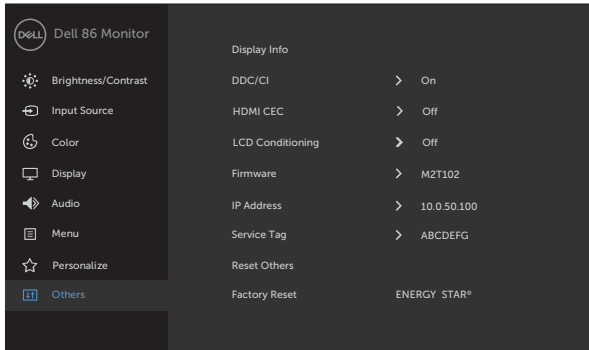 DELL Dell 86 Monitor
Brightness/Contrast
Input Source
Color
Display
Audio
Menu
Personalize
Others
Display Info
DDC/CI > On
HDMI CEC > Off
LCD Conditioning > Off
Firmware > M2T102
IP Address > 10.0.50.100
Service Tag > ABCDEFG
Reset Others
Factory Reset ENERGY STAR®